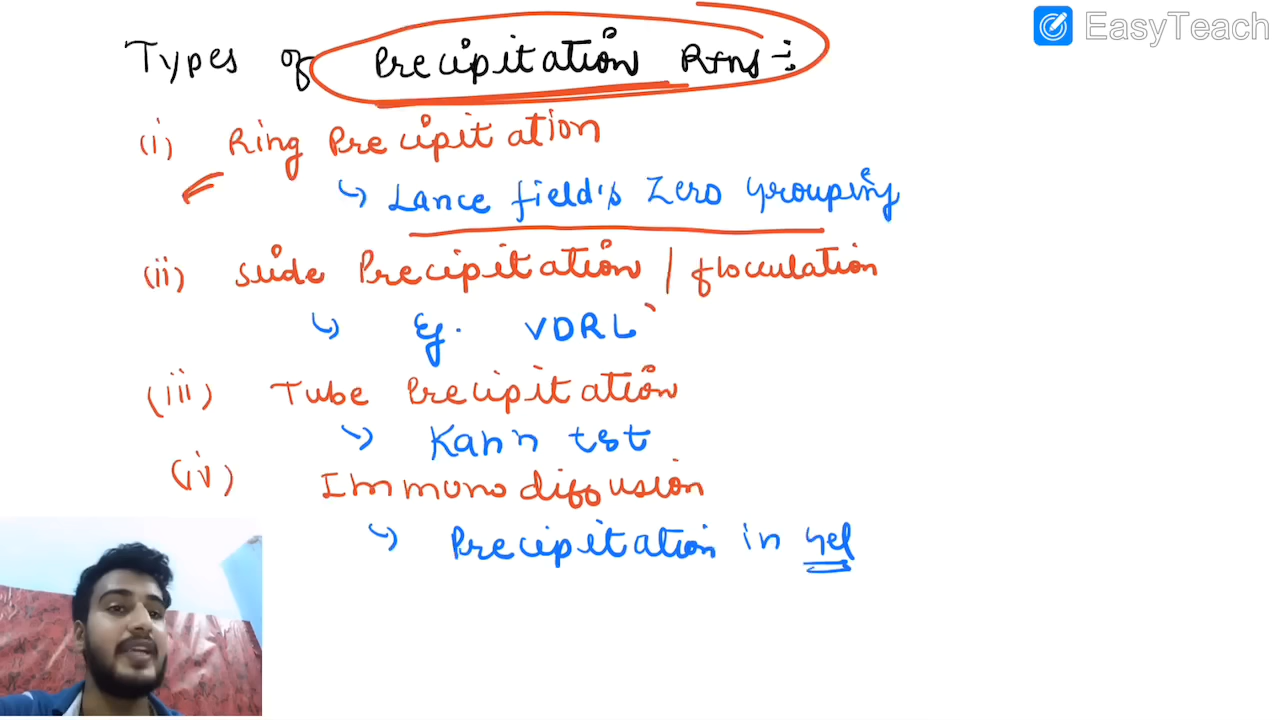 EasyTeach
Types of Precipitation Rxns :-
(i) Ring Precipitation
↳ Lance field's Zero grouping
(ii) Slide Precipitation / flocculation
↳ Eg. VDRL
(iii) Tube Precipitation
↳ Kahn tst
(iv) Immunodiffusion
↳ Precipitation in gel